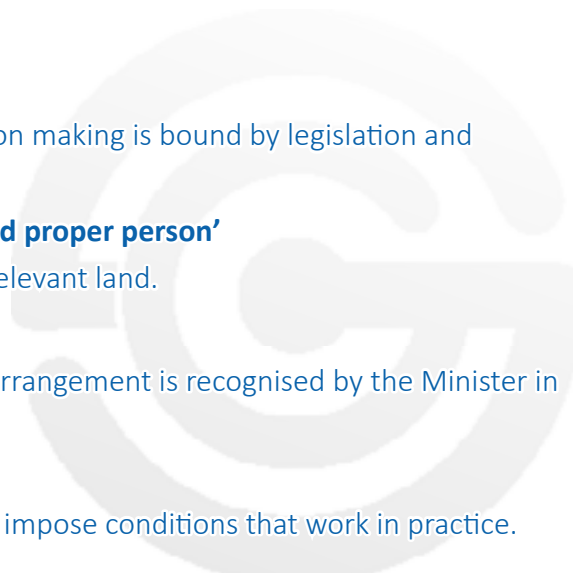 on making is bound by legislation and
d proper person’
elevant land.
rrangement is recognised by the Minister in
impose conditions that work in practice.